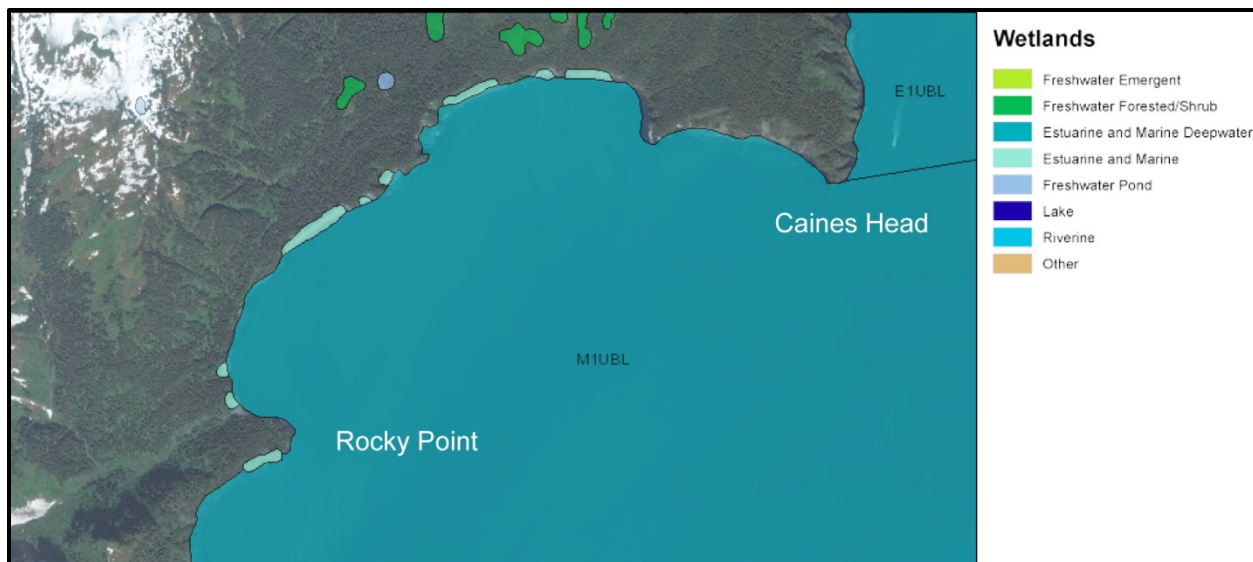 E1UBL
Caines Head
M1UBL
Rocky Point
Wetlands
Freshwater Emergent
Freshwater Forested/Shrub
Estuarine and Marine Deepwater
Estuarine and Marine
Freshwater Pond
Lake
Riverine
Other